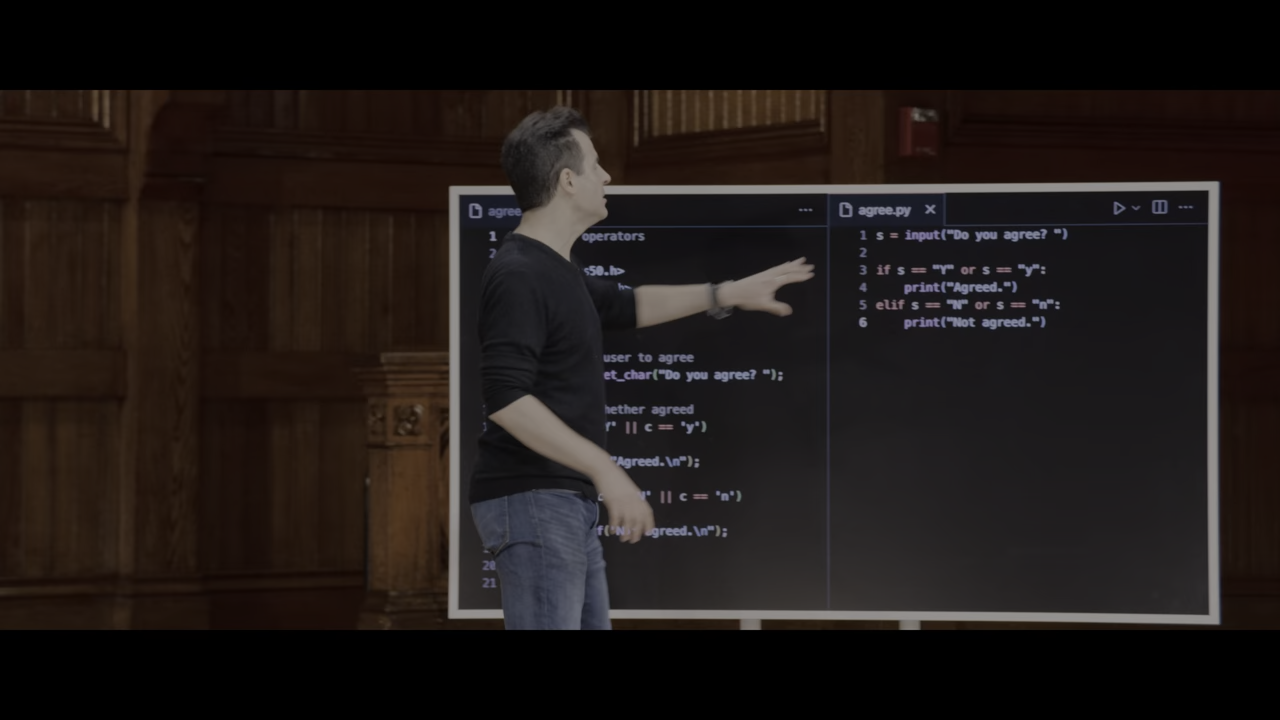 agree
1 operators
2
s50.h>
user to agree
et_char("Do you agree? ");
hether agreed
' || c == 'y')
"Agreed.\n");
' || c == 'n')
agreed.\n");
20
21
agree.py
1 s = input("Do you agree? ")
2
3 if s == "Y" or s == "y":
4 print("Agreed.")
5 elif s == "N" or s == "n":
6 print("Not agreed.")